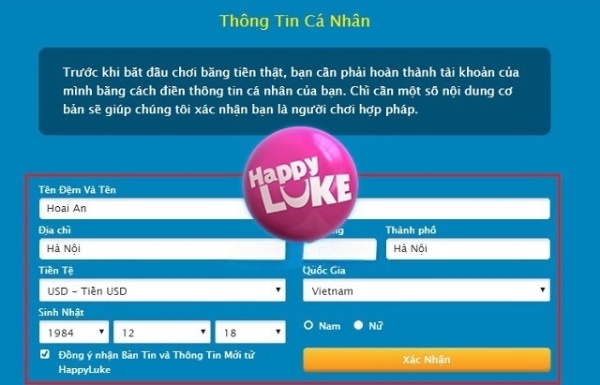 Thông Tin Cá Nhân
Trước khi bắt đầu chơi bằng tiền thật, bạn cần phải hoàn thành tài khoản của
mình bằng cách điền thông tin cá nhân của bạn. Chỉ cần một số nội dung cơ
bản sẽ giúp chúng tôi xác nhận bạn là người chơi hợp pháp.
Happy
LUKE
Tên Đệm Và Tên
Hoai An
Địa chỉ Thành phố
Hà Nội Hà Nội
Tiền Tệ Quốc Gia
USD - Tiền USD Vietnam
Sinh Nhật
1984 12 18 Nam Nữ
Đồng ý nhận Bản Tin và Thông Tin Mới từ
HappyLuke
Xác Nhận